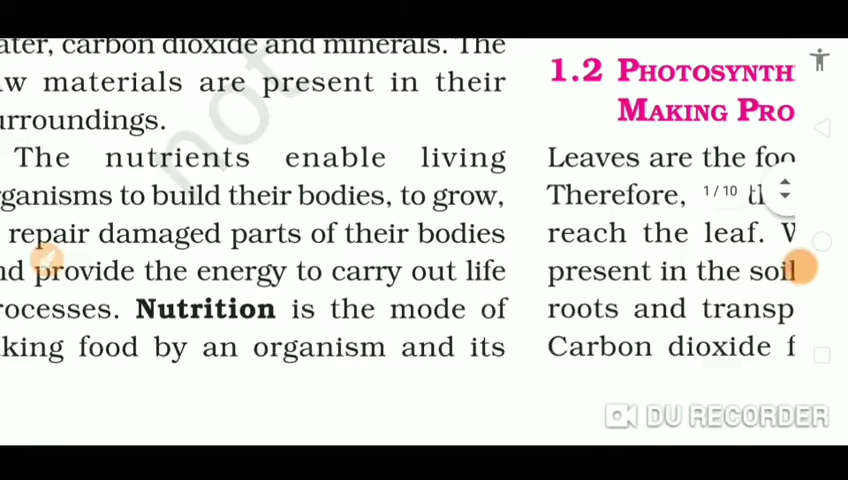 ater, carbon dioxide and minerals. The
w materials are present in their
urroundings.
The nutrients enable living
ganisms to build their bodies, to grow,
repair damaged parts of their bodies
nd provide the energy to carry out life
rocesses. Nutrition is the mode of
king food by an organism and its
not
1.2 PHOTOSYNTH
MAKING PRO
Leaves are the foo
Therefore, th
reach the leaf. W
present in the soil
roots and transp
Carbon dioxide f
1/10
DU RECORDER